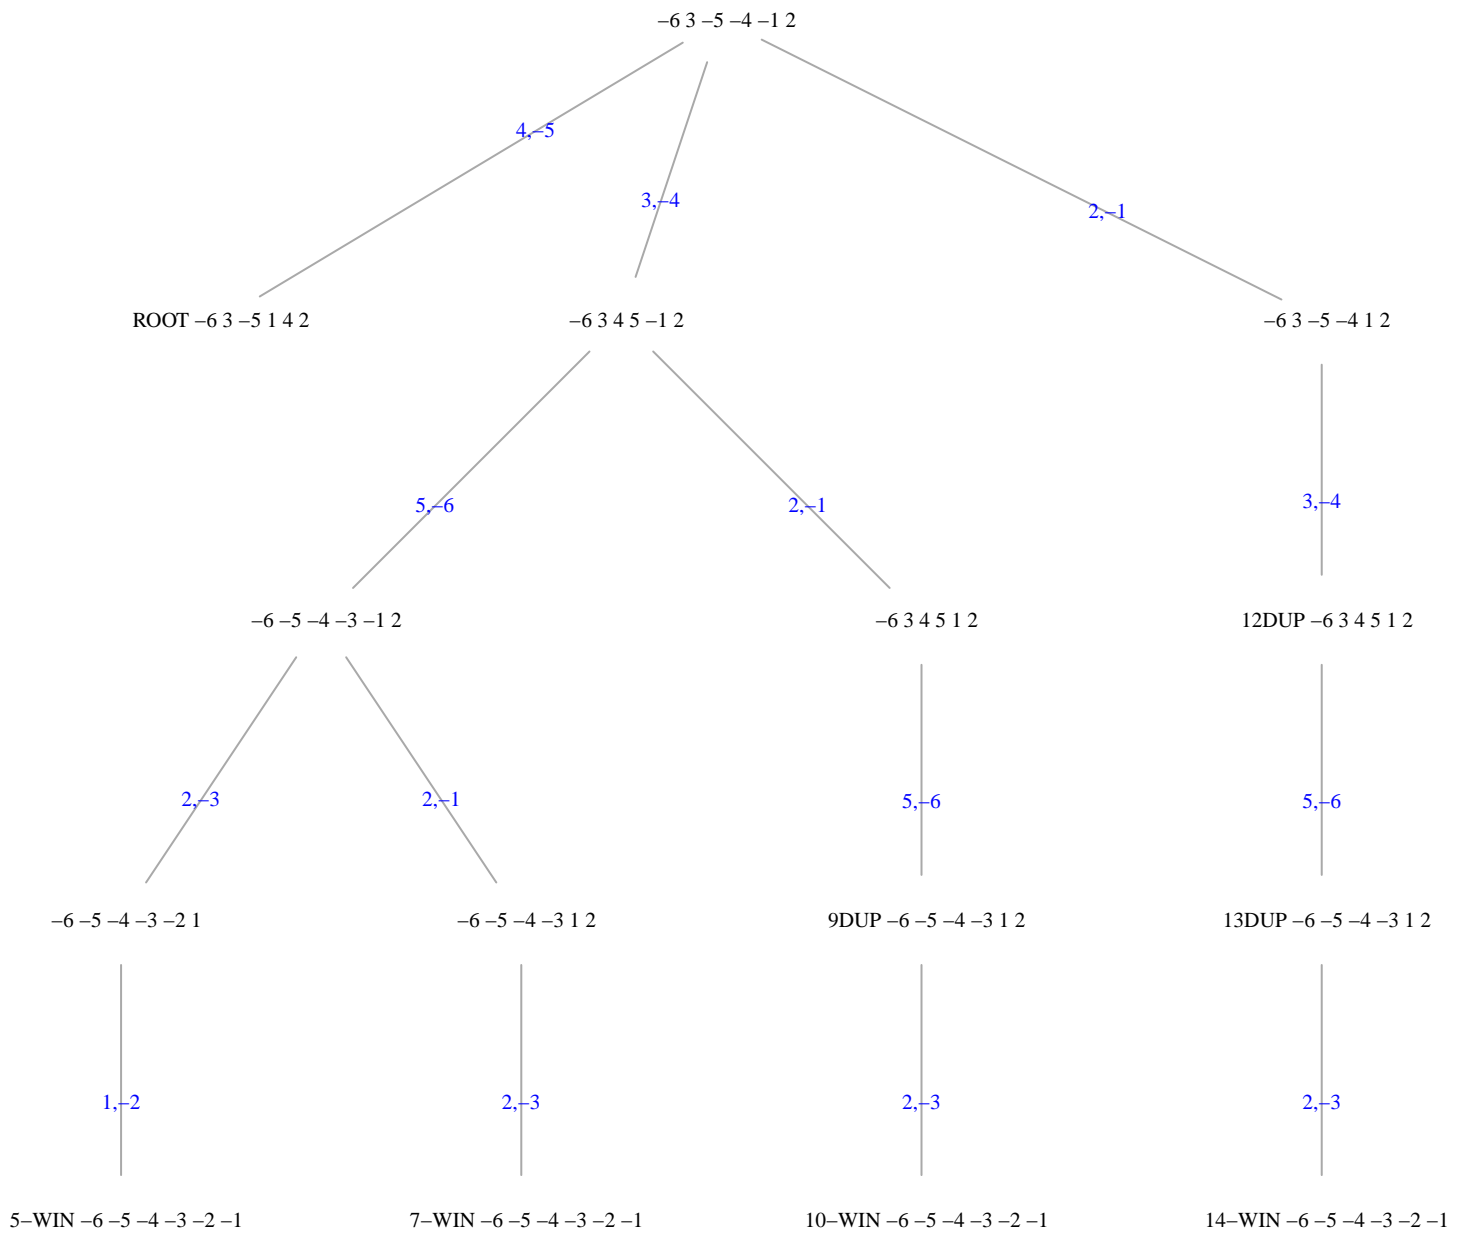 −6 3 −5 −4 −1 2
4,−5
3,−4
2,−1
ROOT −6 3 −5 1 4 2
−6 3 4 5 −1 2
−6 3 −5 −4 1 2
5,−6
2,−1
3,−4
−6 −5 −4 −3 −1 2
−6 3 4 5 1 2
12DUP −6 3 4 5 1 2
2,−3
2,−1
5,−6
5,−6
−6 −5 −4 −3 −2 1
−6 −5 −4 −3 1 2
9DUP −6 −5 −4 −3 1 2
13DUP −6 −5 −4 −3 1 2
1,−2
2,−3
2,−3
2,−3
5−WIN −6 −5 −4 −3 −2 −1
7−WIN −6 −5 −4 −3 −2 −1
10−WIN −6 −5 −4 −3 −2 −1
14−WIN −6 −5 −4 −3 −2 −1